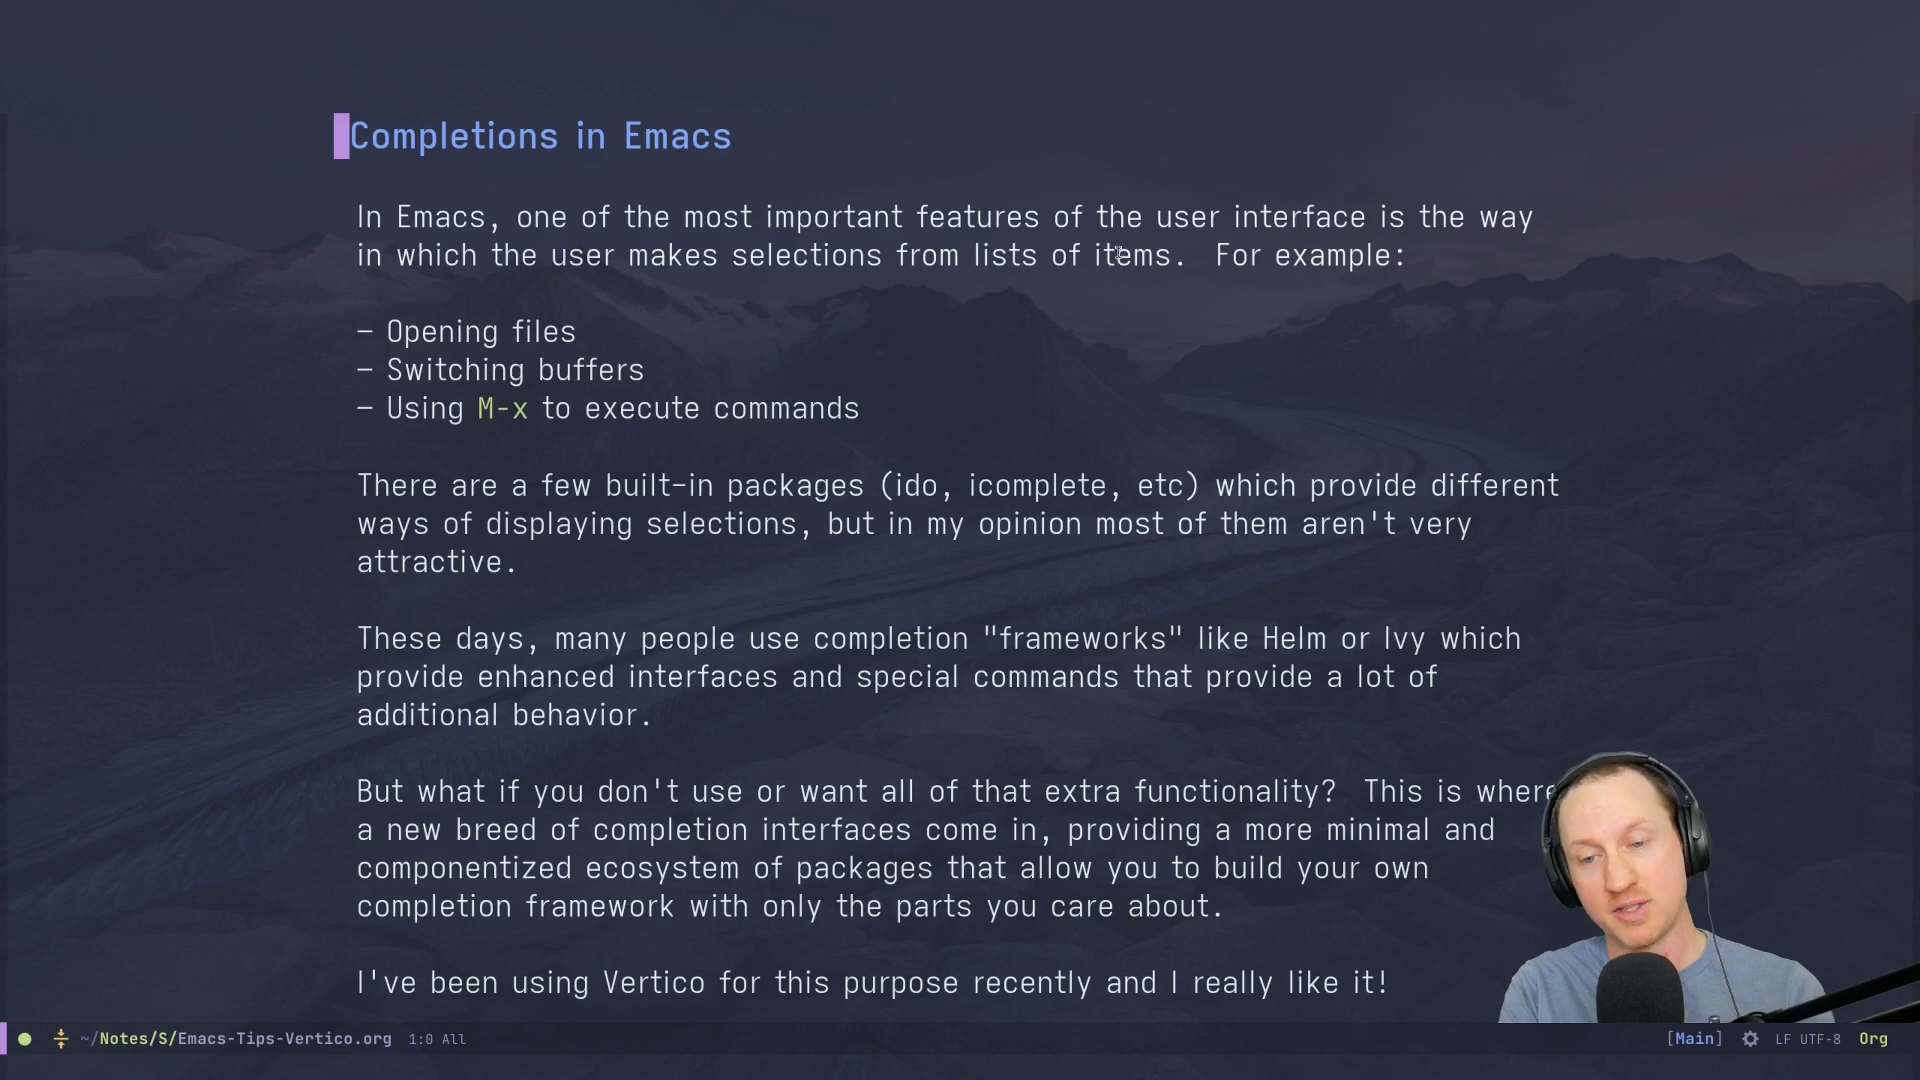 Completions in Emacs
In Emacs, one of the most important features of the user interface is the way
in which the user makes selections from lists of items.  For example:
- Opening files
- Switching buffers
- Using M-x to execute commands
There are a few built-in packages (ido, icomplete, etc) which provide different
ways of displaying selections, but in my opinion most of them aren't very
attractive.
These days, many people use completion "frameworks" like Helm or Ivy which
provide enhanced interfaces and special commands that provide a lot of
additional behavior.
But what if you don't use or want all of that extra functionality?  This is where
a new breed of completion interfaces come in, providing a more minimal and
componentized ecosystem of packages that allow you to build your own
completion framework with only the parts you care about.
I've been using Vertico for this purpose recently and I really like it!
~/Notes/S/Emacs-Tips-Vertico.org 1:0 All [Main] LF UTF-8 Org